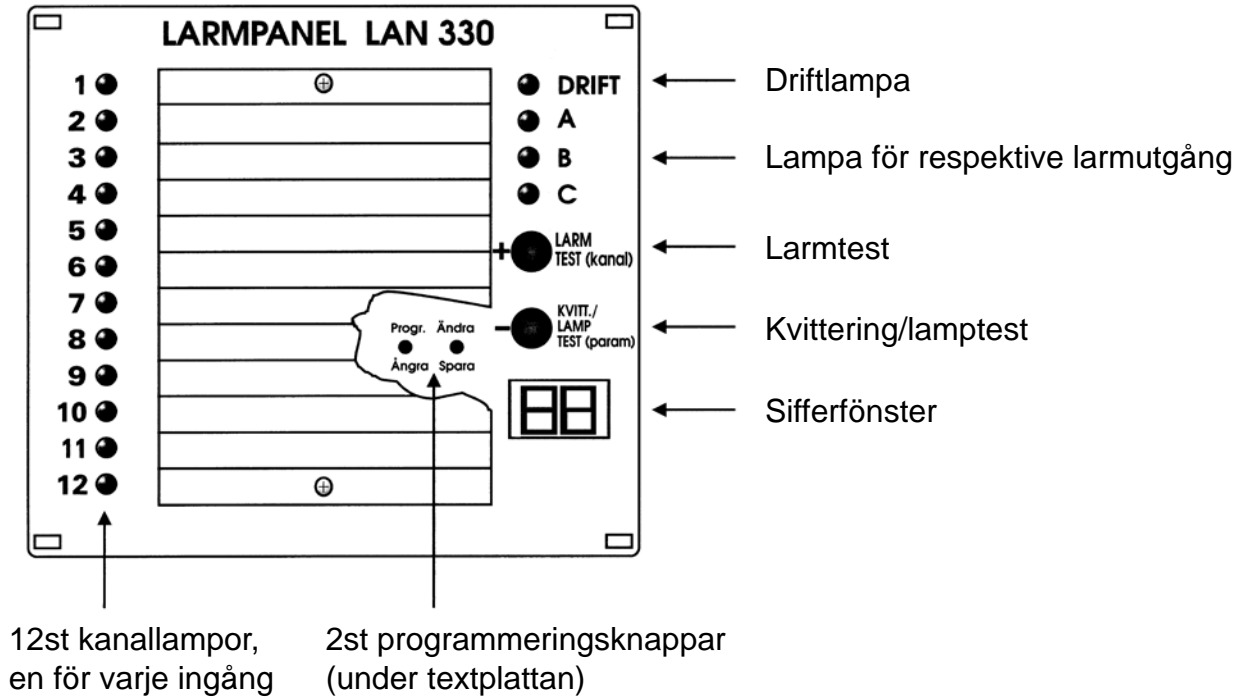 LARMPANEL LAN 330
1
2
3
4
5
6
7
8
9
10
11
12
DRIFT
A
B
C
+ LARM
TEST (kanal)
- KVITT./
LAMP
TEST (param)
Progr. Ändra
Ångra Spara
88
Driftlampa
Lampa för respektive larmutgång
Larmtest
Kvittering/lamptest
Sifferfönster
12st kanallampor,
en för varje ingång
2st programmeringsknappar
(under textplattan)